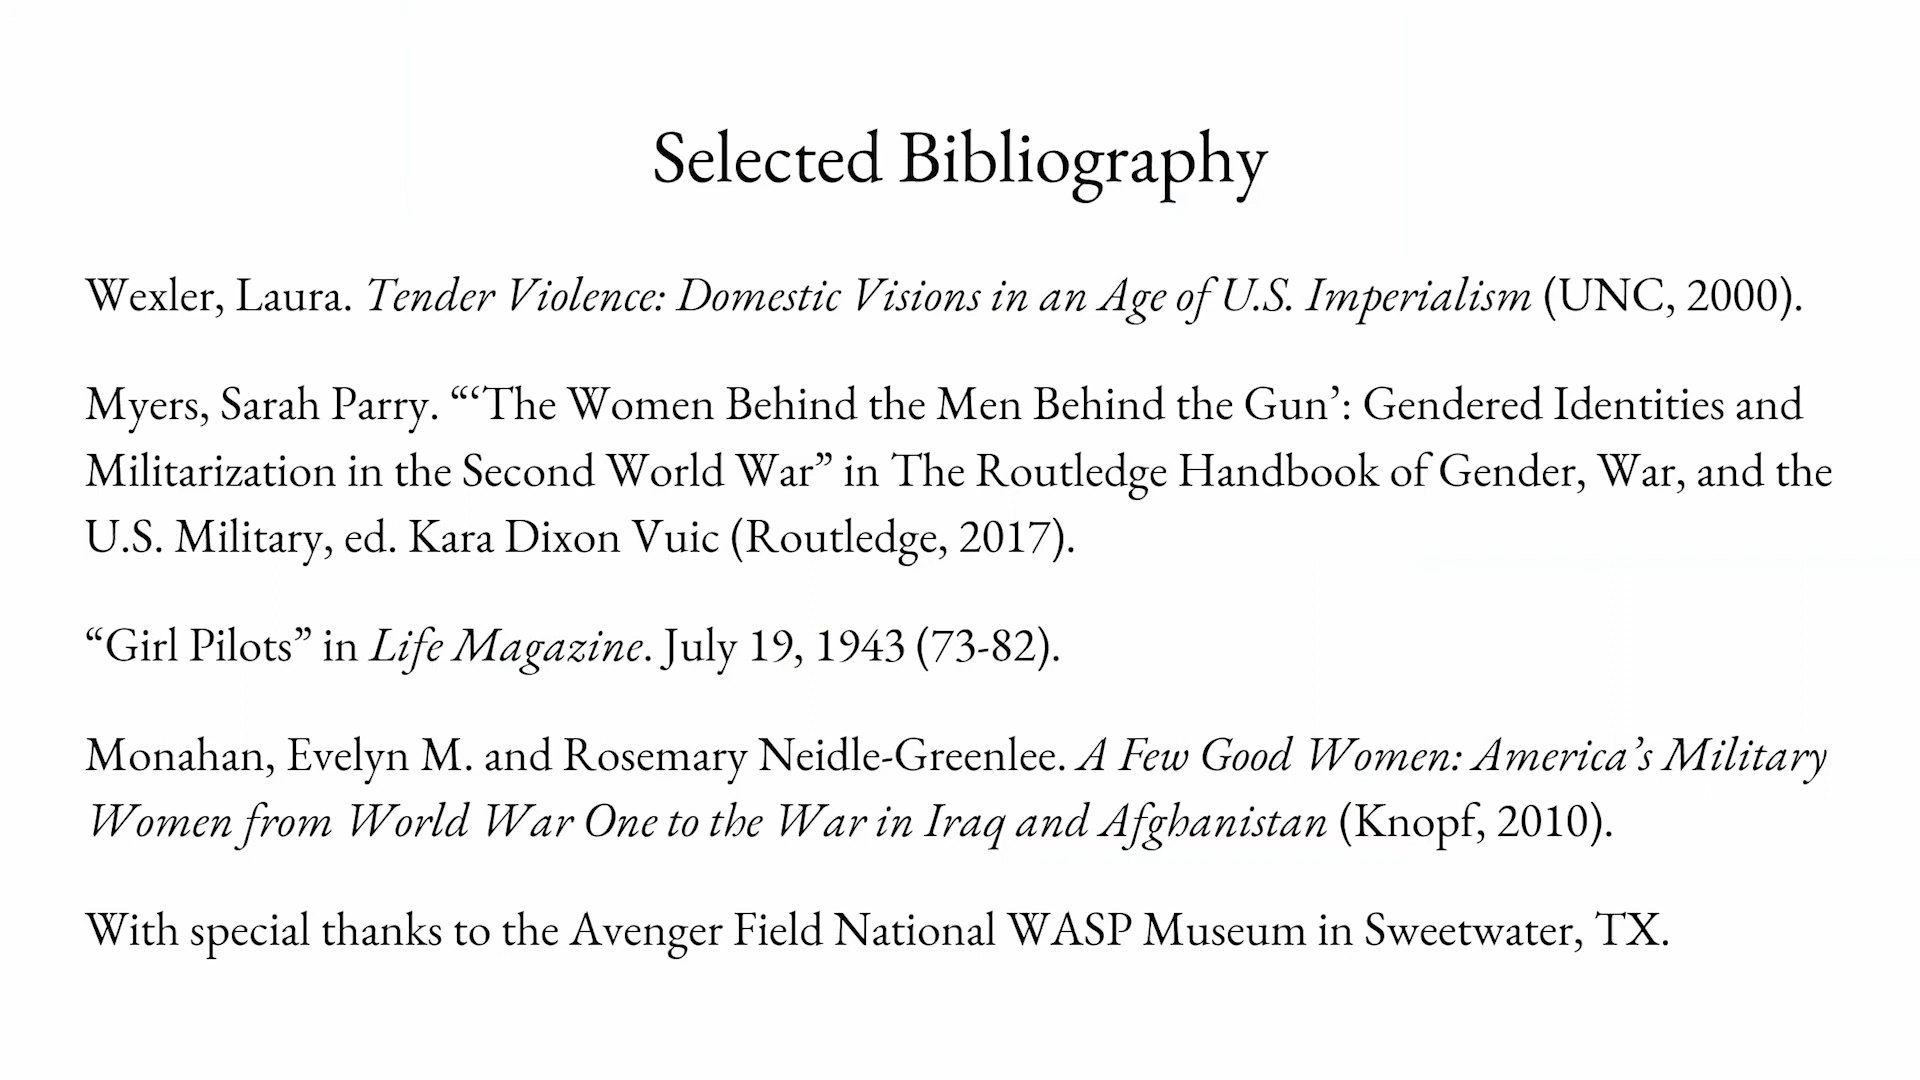 Selected Bibliography
Wexler, Laura. Tender Violence: Domestic Visions in an Age of U.S. Imperialism (UNC, 2000).
Myers, Sarah Parry. “‘The Women Behind the Men Behind the Gun’: Gendered Identities and
Militarization in the Second World War” in The Routledge Handbook of Gender, War, and the
U.S. Military, ed. Kara Dixon Vuic (Routledge, 2017).
“Girl Pilots” in Life Magazine. July 19, 1943 (73-82).
Monahan, Evelyn M. and Rosemary Neidle-Greenlee. A Few Good Women: America’s Military
Women from World War One to the War in Iraq and Afghanistan (Knopf, 2010).
With special thanks to the Avenger Field National WASP Museum in Sweetwater, TX.